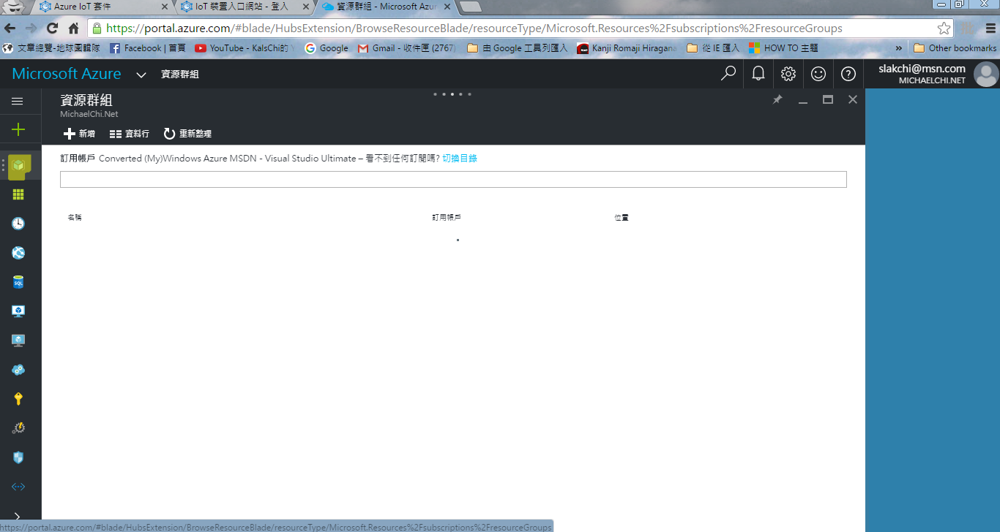 Azure IoT 套件
IoT 裝置入口網站 - 登入
資源群組 - Microsoft Azur
https://portal.azure.com/#blade/HubsExtension/BrowseResourceBlade/resourceType/Microsoft.Resources%2Fsubscriptions%2FresourceGroups
文章總覽-地球圖輯隊 Facebook | 首頁 YouTube - KalsChi的 Y Google Gmail - 收件匣 (2767) 由 Google 工具列匯入 Kanji Romaji Hiragana 從 IE 匯入 HOW TO 主題 » Other bookmarks
Microsoft Azure 資源群組 slakchi@msn.com
MICHAELCHI.NET
資源群組
MichaelChi.Net
新增 資料行 重新整理
訂用帳戶 Converted (My)Windows Azure MSDN - Visual Studio Ultimate – 看不到任何訂閱嗎? 切換目錄
名稱 訂用帳戶 位置
SQL
https://portal.azure.com/#blade/HubsExtension/BrowseResourceBlade/resourceType/Microsoft.Resources%2Fsubscriptions%2FresourceGroups